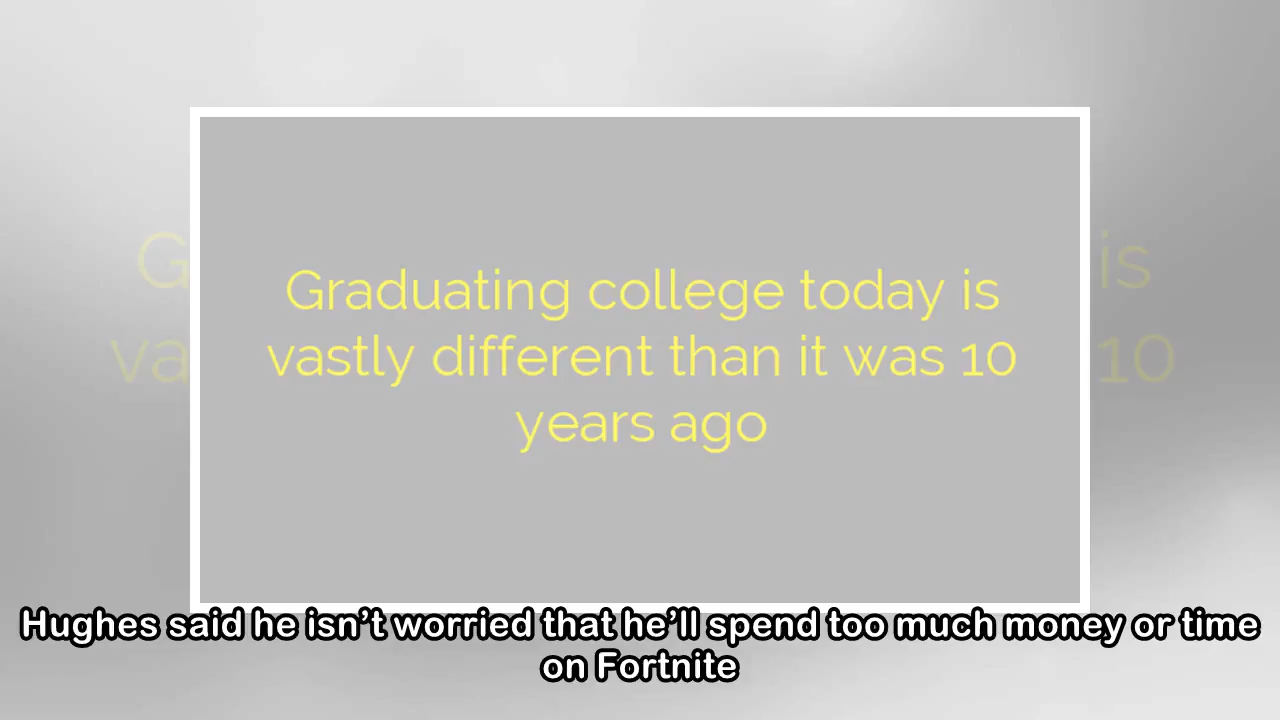 Graduating college today is
vastly different than it was 10
years ago
Hughes said he isn't worried that he'll spend too much money or time
on Fortnite